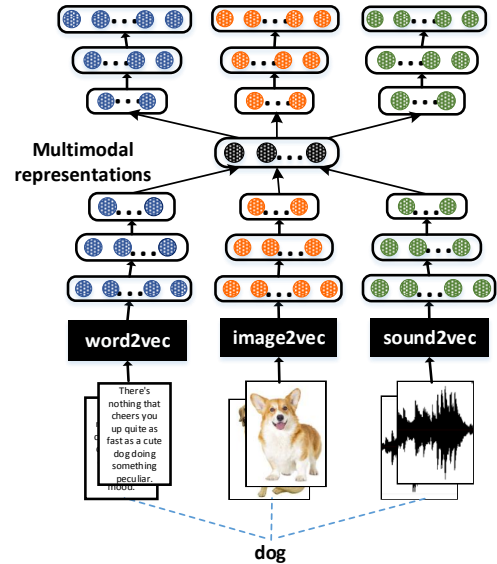 Multimodal
representations
word2vec
image2vec
sound2vec
There's
nothing that
cheers you
up quite as
fast as a cute
dog doing
something
peculiar.
mood.
dog